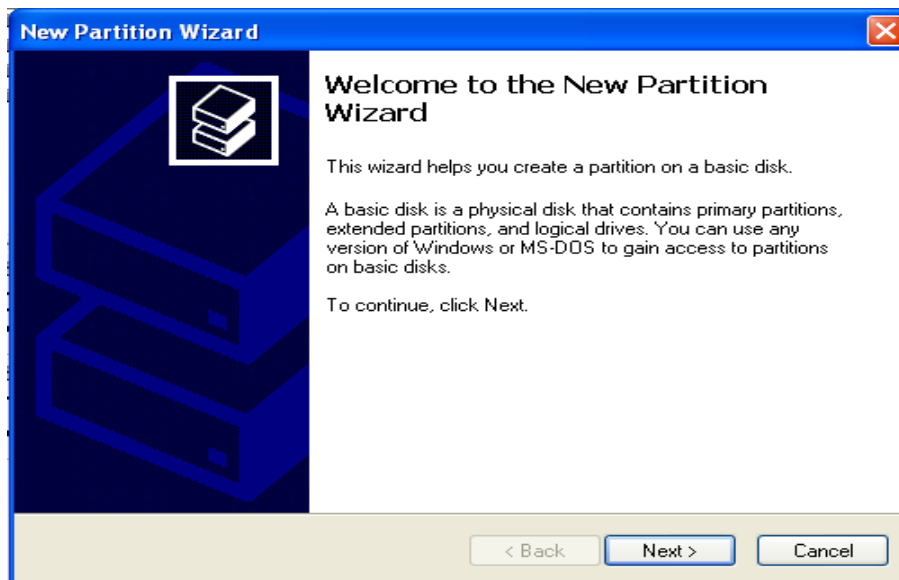 New Partition Wizard
Welcome to the New Partition
Wizard
This wizard helps you create a partition on a basic disk.
A basic disk is a physical disk that contains primary partitions,
extended partitions, and logical drives. You can use any
version of Windows or MS-DOS to gain access to partitions
on basic disks.
To continue, click Next.
< Back
Next >
Cancel